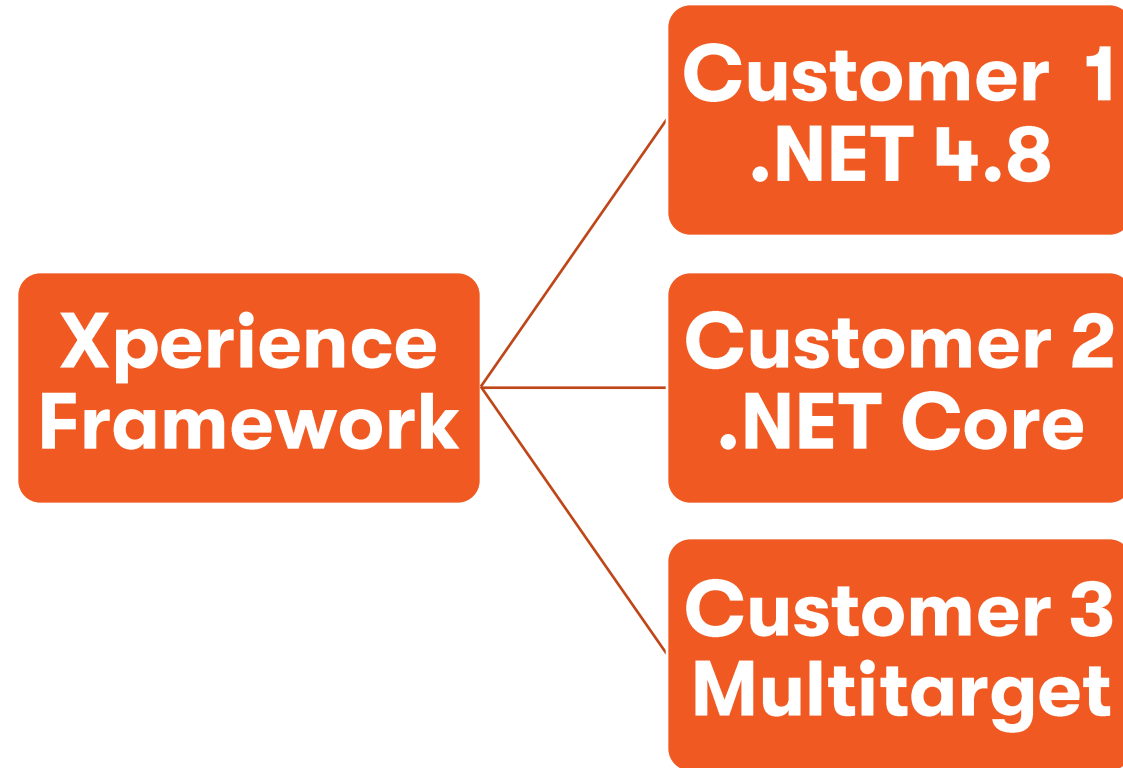 Xperience
Framework
Customer 1
.NET 4.8
Customer 2
.NET Core
Customer 3
Multitarget